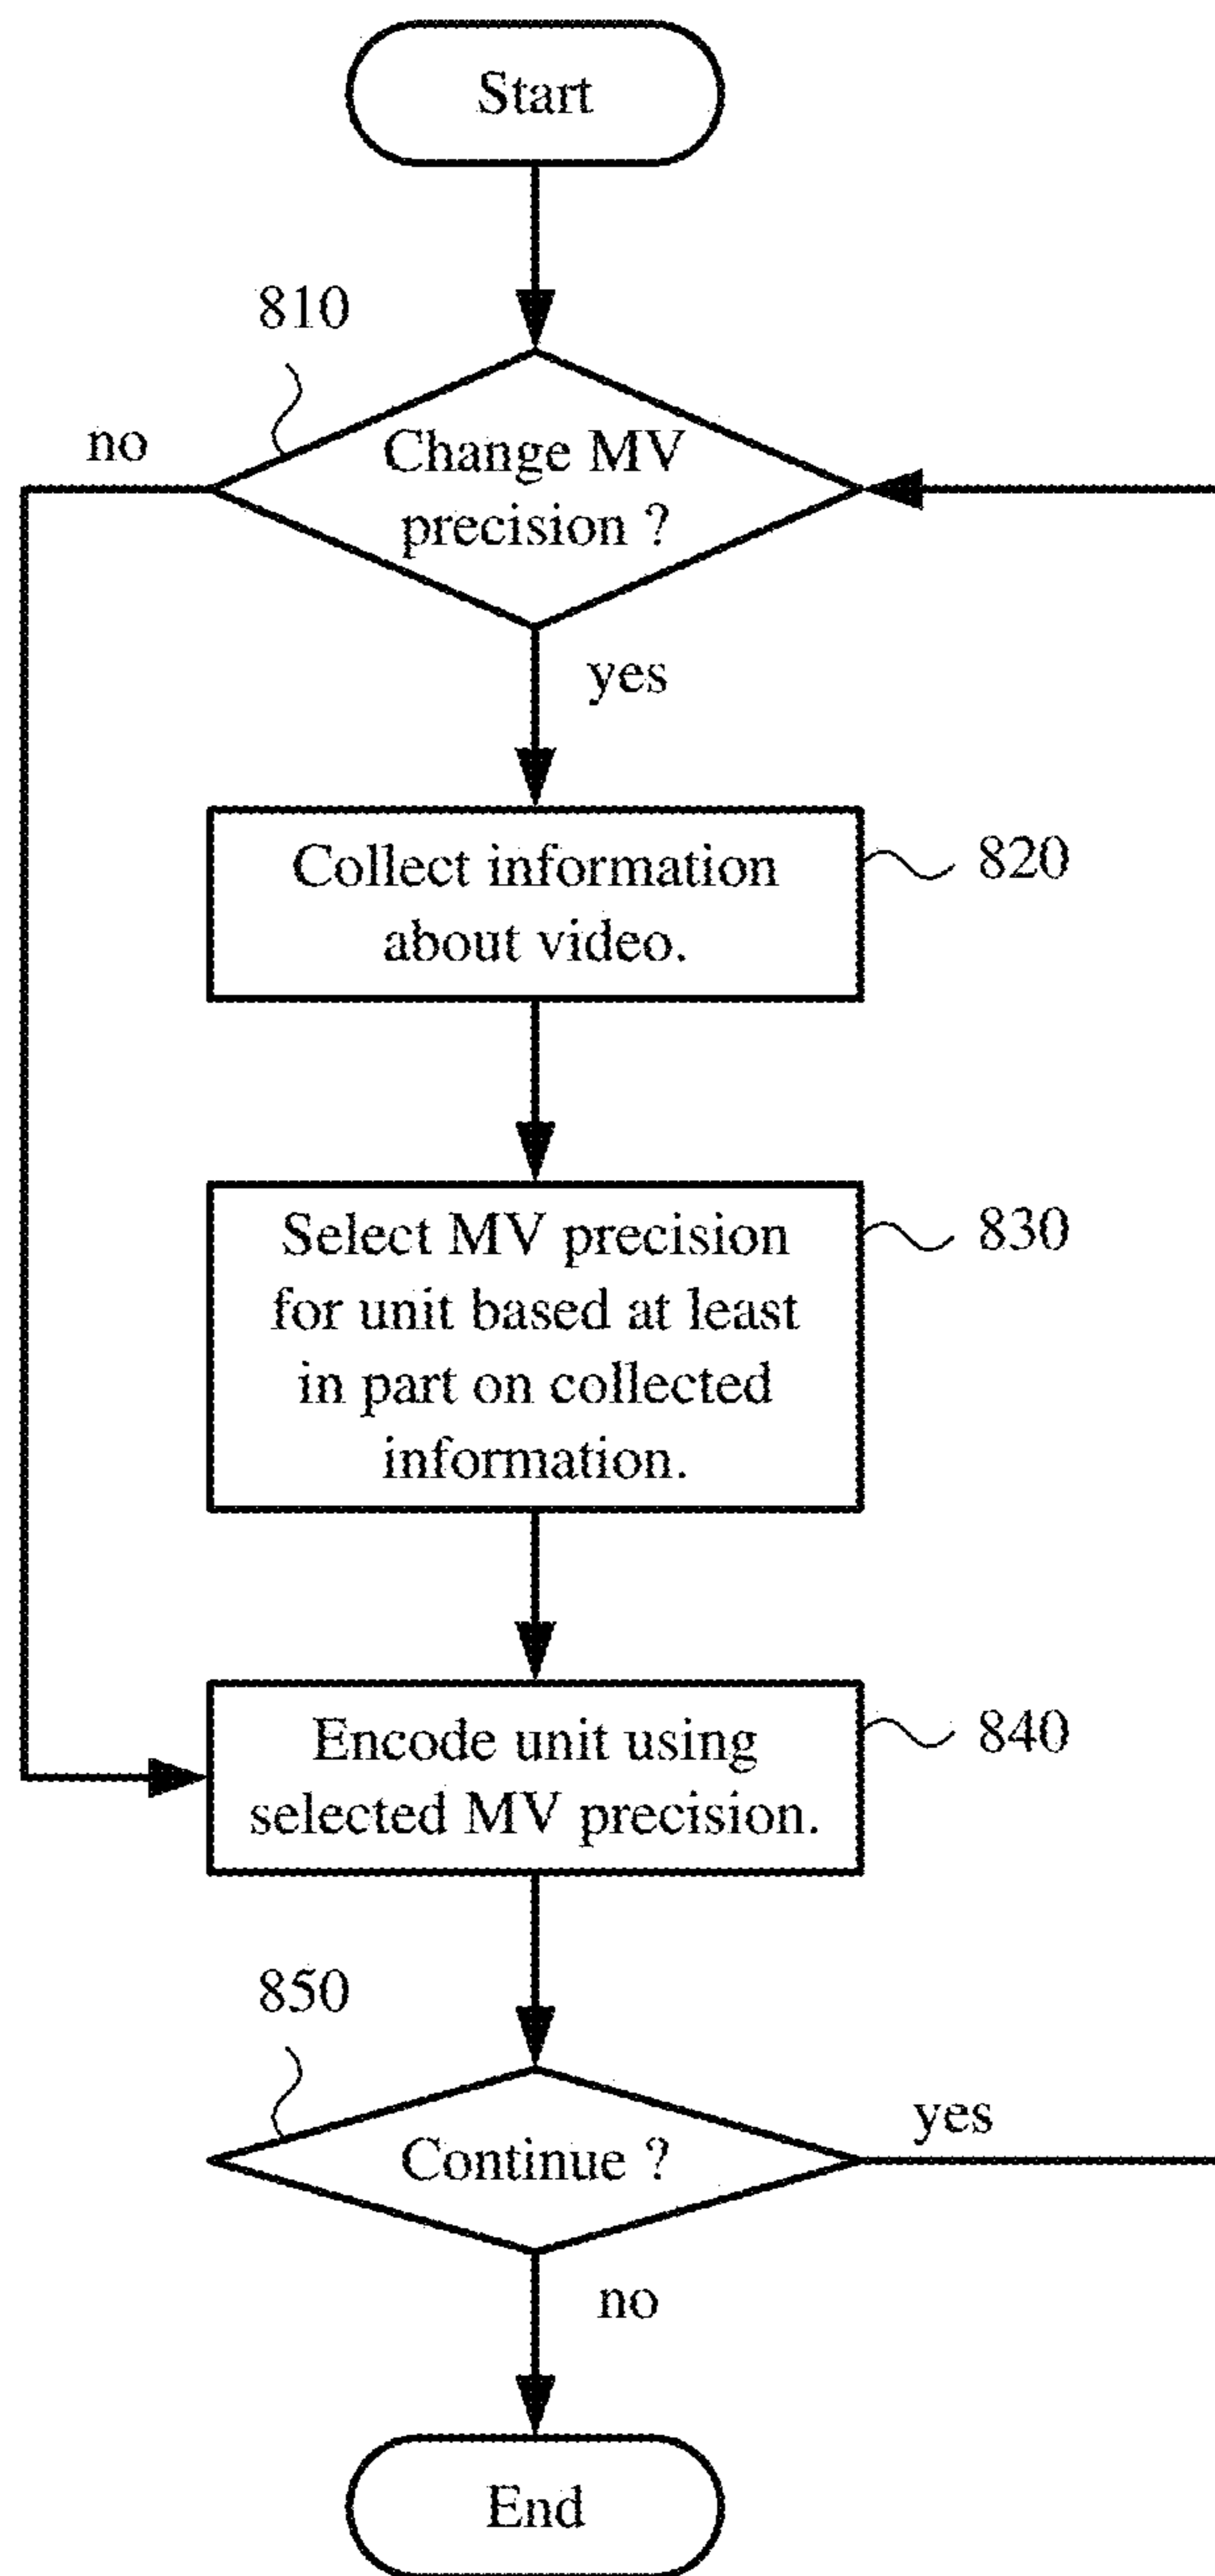 Start
810
no
Change MV
precision ?
yes
Collect information
about video.
820
Select MV precision
for unit based at least
in part on collected
information.
830
Encode unit using
selected MV precision.
840
850
Continue ?
yes
no
End